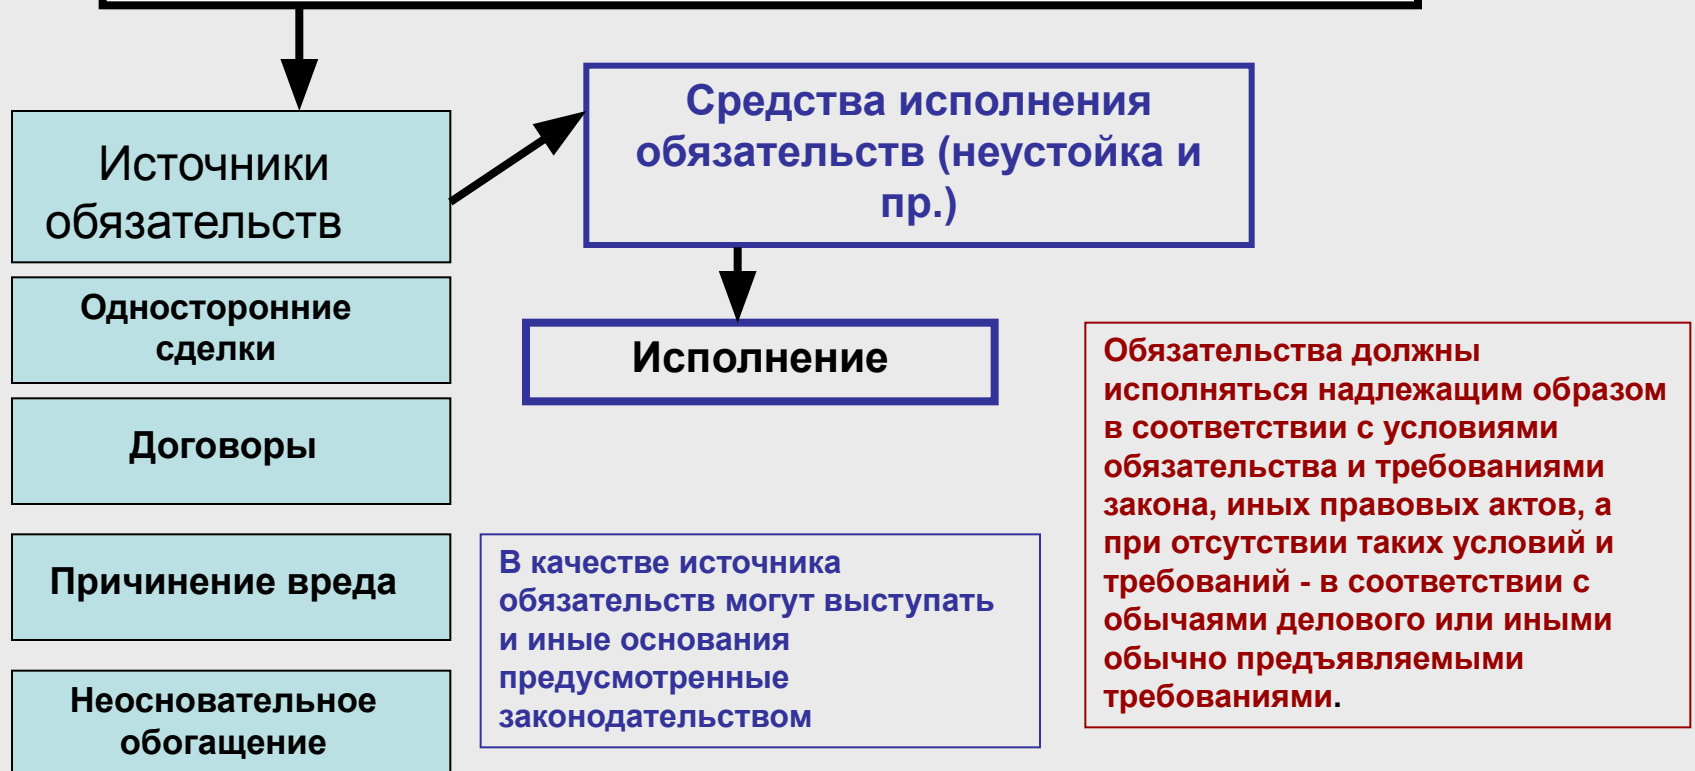 Средства исполнения
обязательств (неустойка и
пр.)
Источники
обязательств
Односторонние
сделки
Исполнение
Договоры
Обязательства должны
исполняться надлежащим образом
в соответствии с условиями
обязательства и требованиями
закона, иных правовых актов, а
при отсутствии таких условий и
требований - в соответствии с
обычаями делового или иными
обычно предъявляемыми
требованиями.
Причинение вреда
В качестве источника
обязательств могут выступать
и иные основания
предусмотренные
законодательством
Неосновательное
обогащение